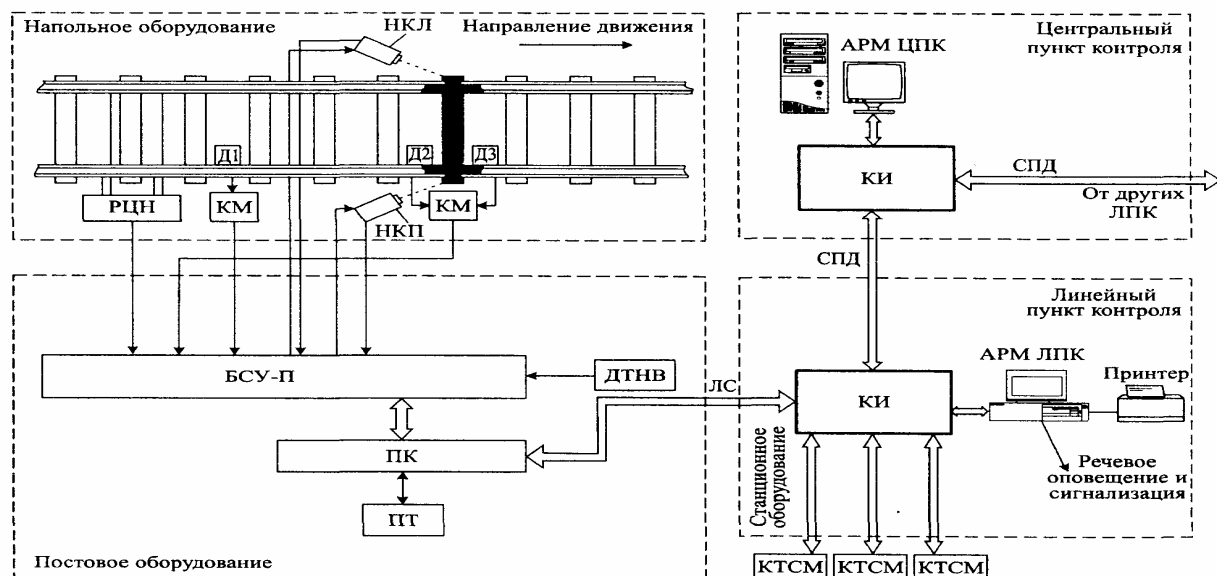 Напольное оборудование
НКЛ
Направление движения
Д1
Д2
Д3
РЦН
КМ
КМ
НКП
БСУ-П
ДТНВ
ПК
ПТ
Постовое оборудование
ЛС
Центральный
пункт контроля
АРМ ЦПК
КИ
СПД
От других
ЛПК
СПД
Линейный
пункт контроля
АРМ ЛПК
Принтер
КИ
Станционное
оборудование
Речевое
оповещение и
сигнализация
КТСМ
КТСМ
КТСМ